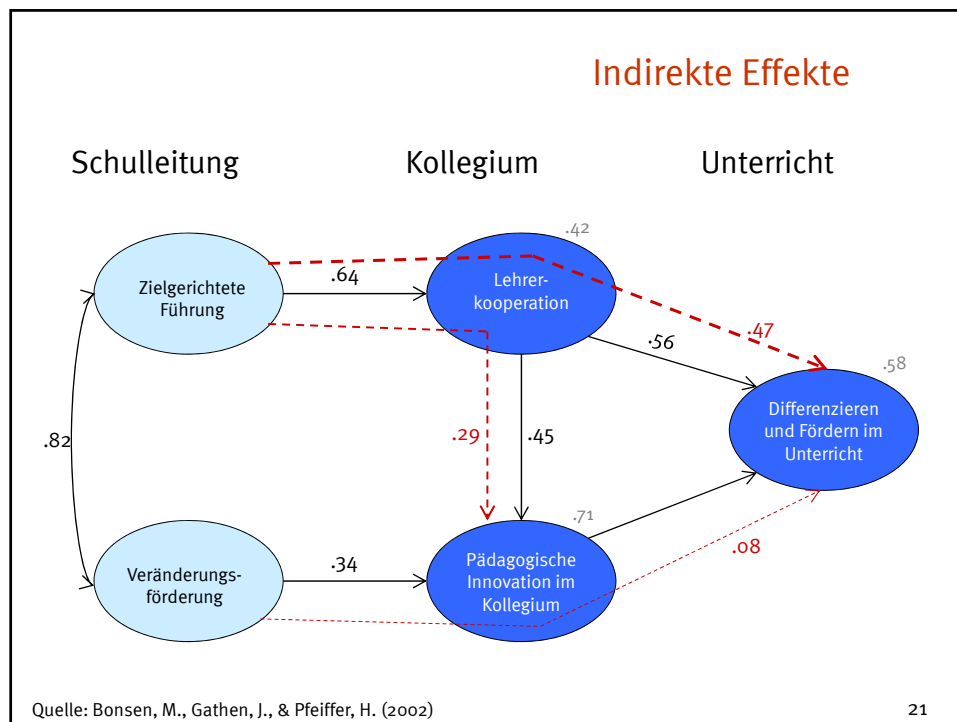 Indirekte Effekte
Schulleitung
Kollegium
Unterricht
.42
Zielgerichtete
Führung
.64
Lehrer-
kooperation
.47
.56
.58
Differenzieren
und Fördern im
Unterricht
.82
.29
.45
.71
.08
Veränderungs-
förderung
.34
Pädagogische
Innovation im
Kollegium
Quelle: Bonsen, M., Gathen, J., & Pfeiffer, H. (2002)
21